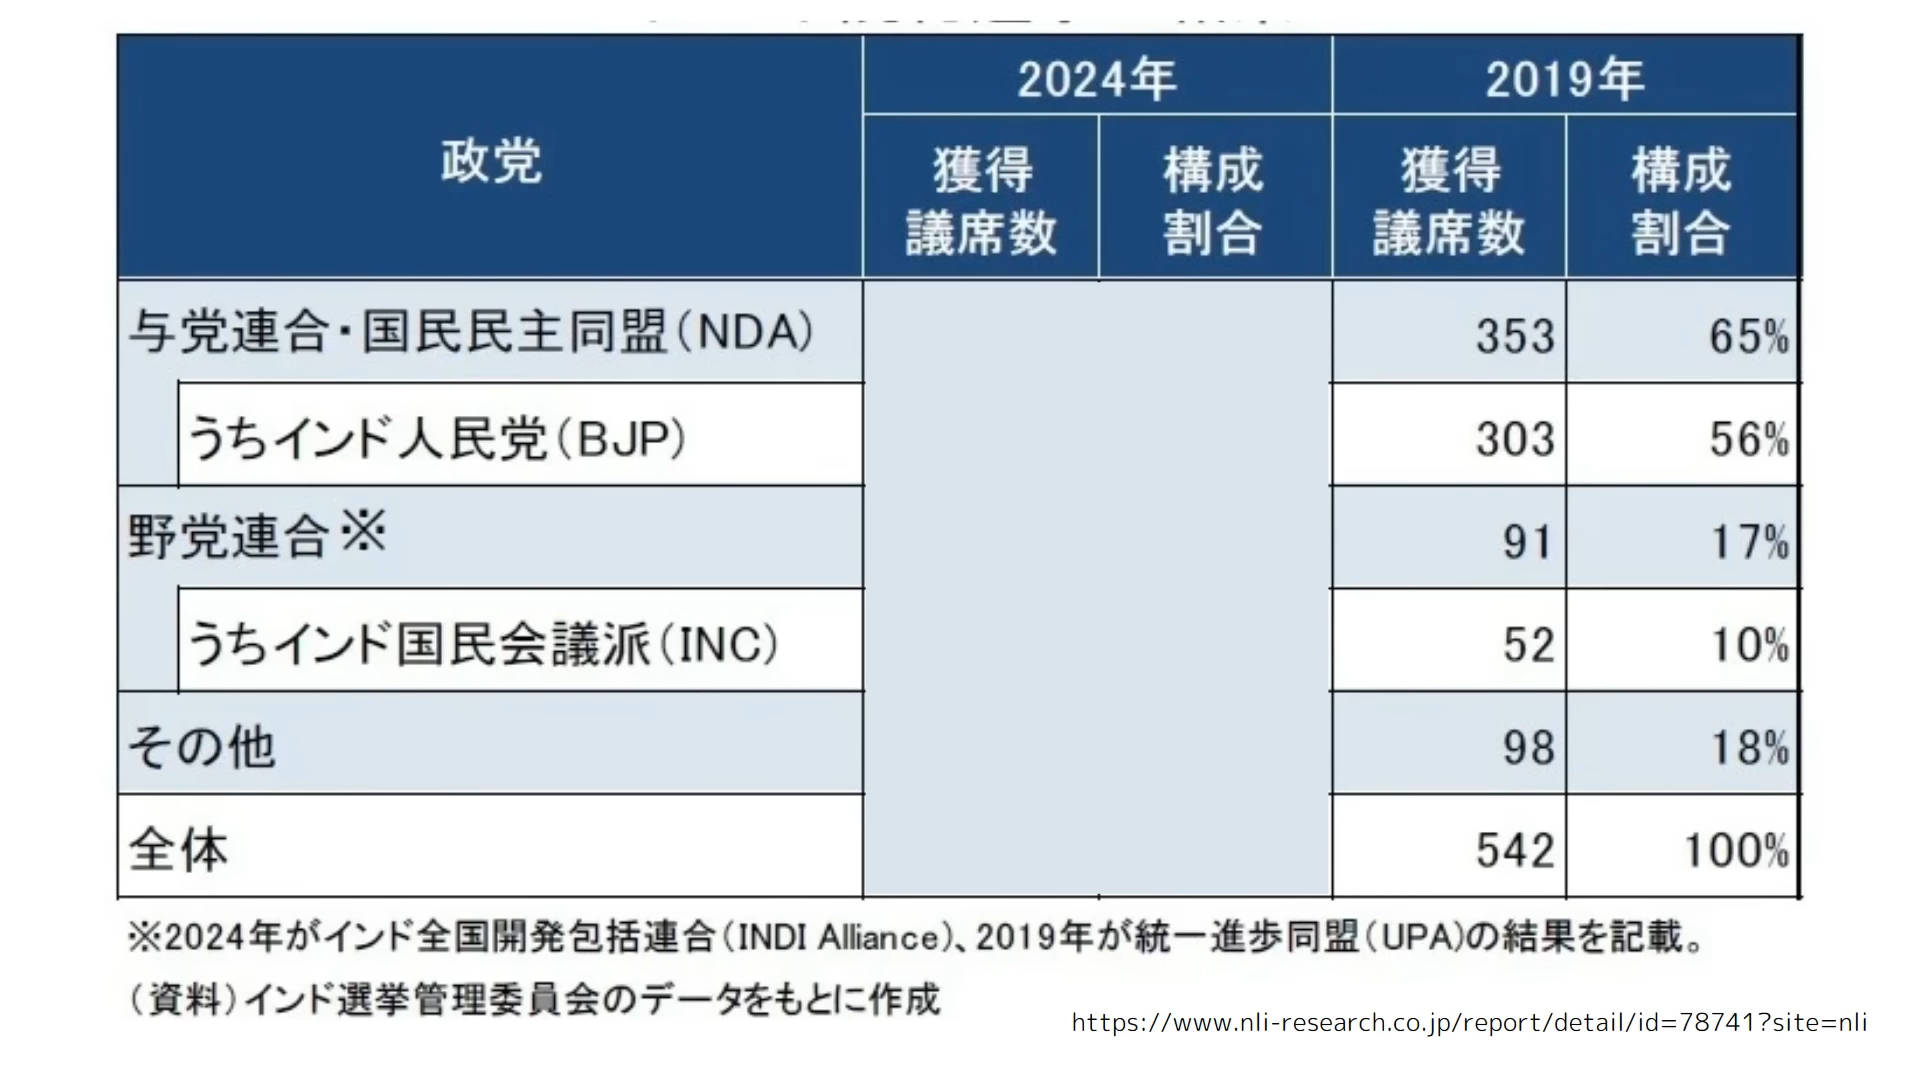 2024年
2019年
政党
獲得
議席数
構成
割合
獲得
議席数
構成
割合
与党連合・国民民主同盟（NDA）
353
65%
うちインド人民党（BJP）
303
56%
野党連合※
91
17%
うちインド国民会議派（INC）
52
10%
その他
98
18%
全体
542
100%
※2024年がインド全国開発包括連合（INDI Alliance）、2019年が統一進歩同盟（UPA)の結果を記載。
（資料）インド選挙管理委員会のデータをもとに作成
https://www.nli-research.co.jp/report/detail/id=78741?site=nli